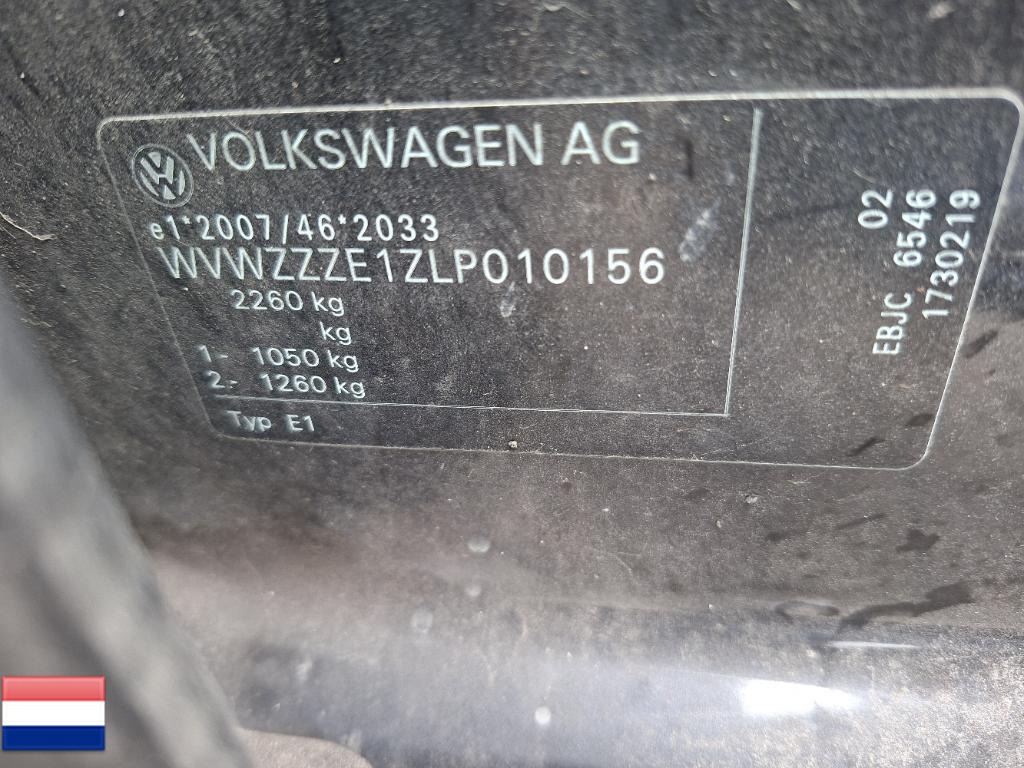 VOLKSWAGEN AG
e1*2007/46*2033
WVWZZZE1ZLP010156
2260 kg
kg
1- 1050 kg
2.- 1260 kg
Typ E1
EBJC 6546 02
17302219